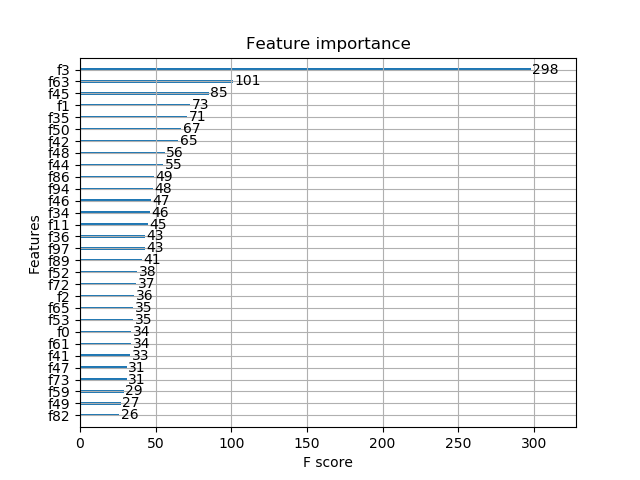 Feature importance
f3 298
f63 101
f45 85
f1 73
f35 71
f50 67
f42 65
f48 56
f44 55
f86 49
f94 48
f46 47
f34 46
f11 45
f36 43
f97 43
f89 41
f52 38
f72 37
f2 36
f65 35
f53 35
f0 34
f61 34
f41 33
f47 31
f73 31
f59 29
f49 27
f82 26
Features
0 50 100 150 200 250 300
F score